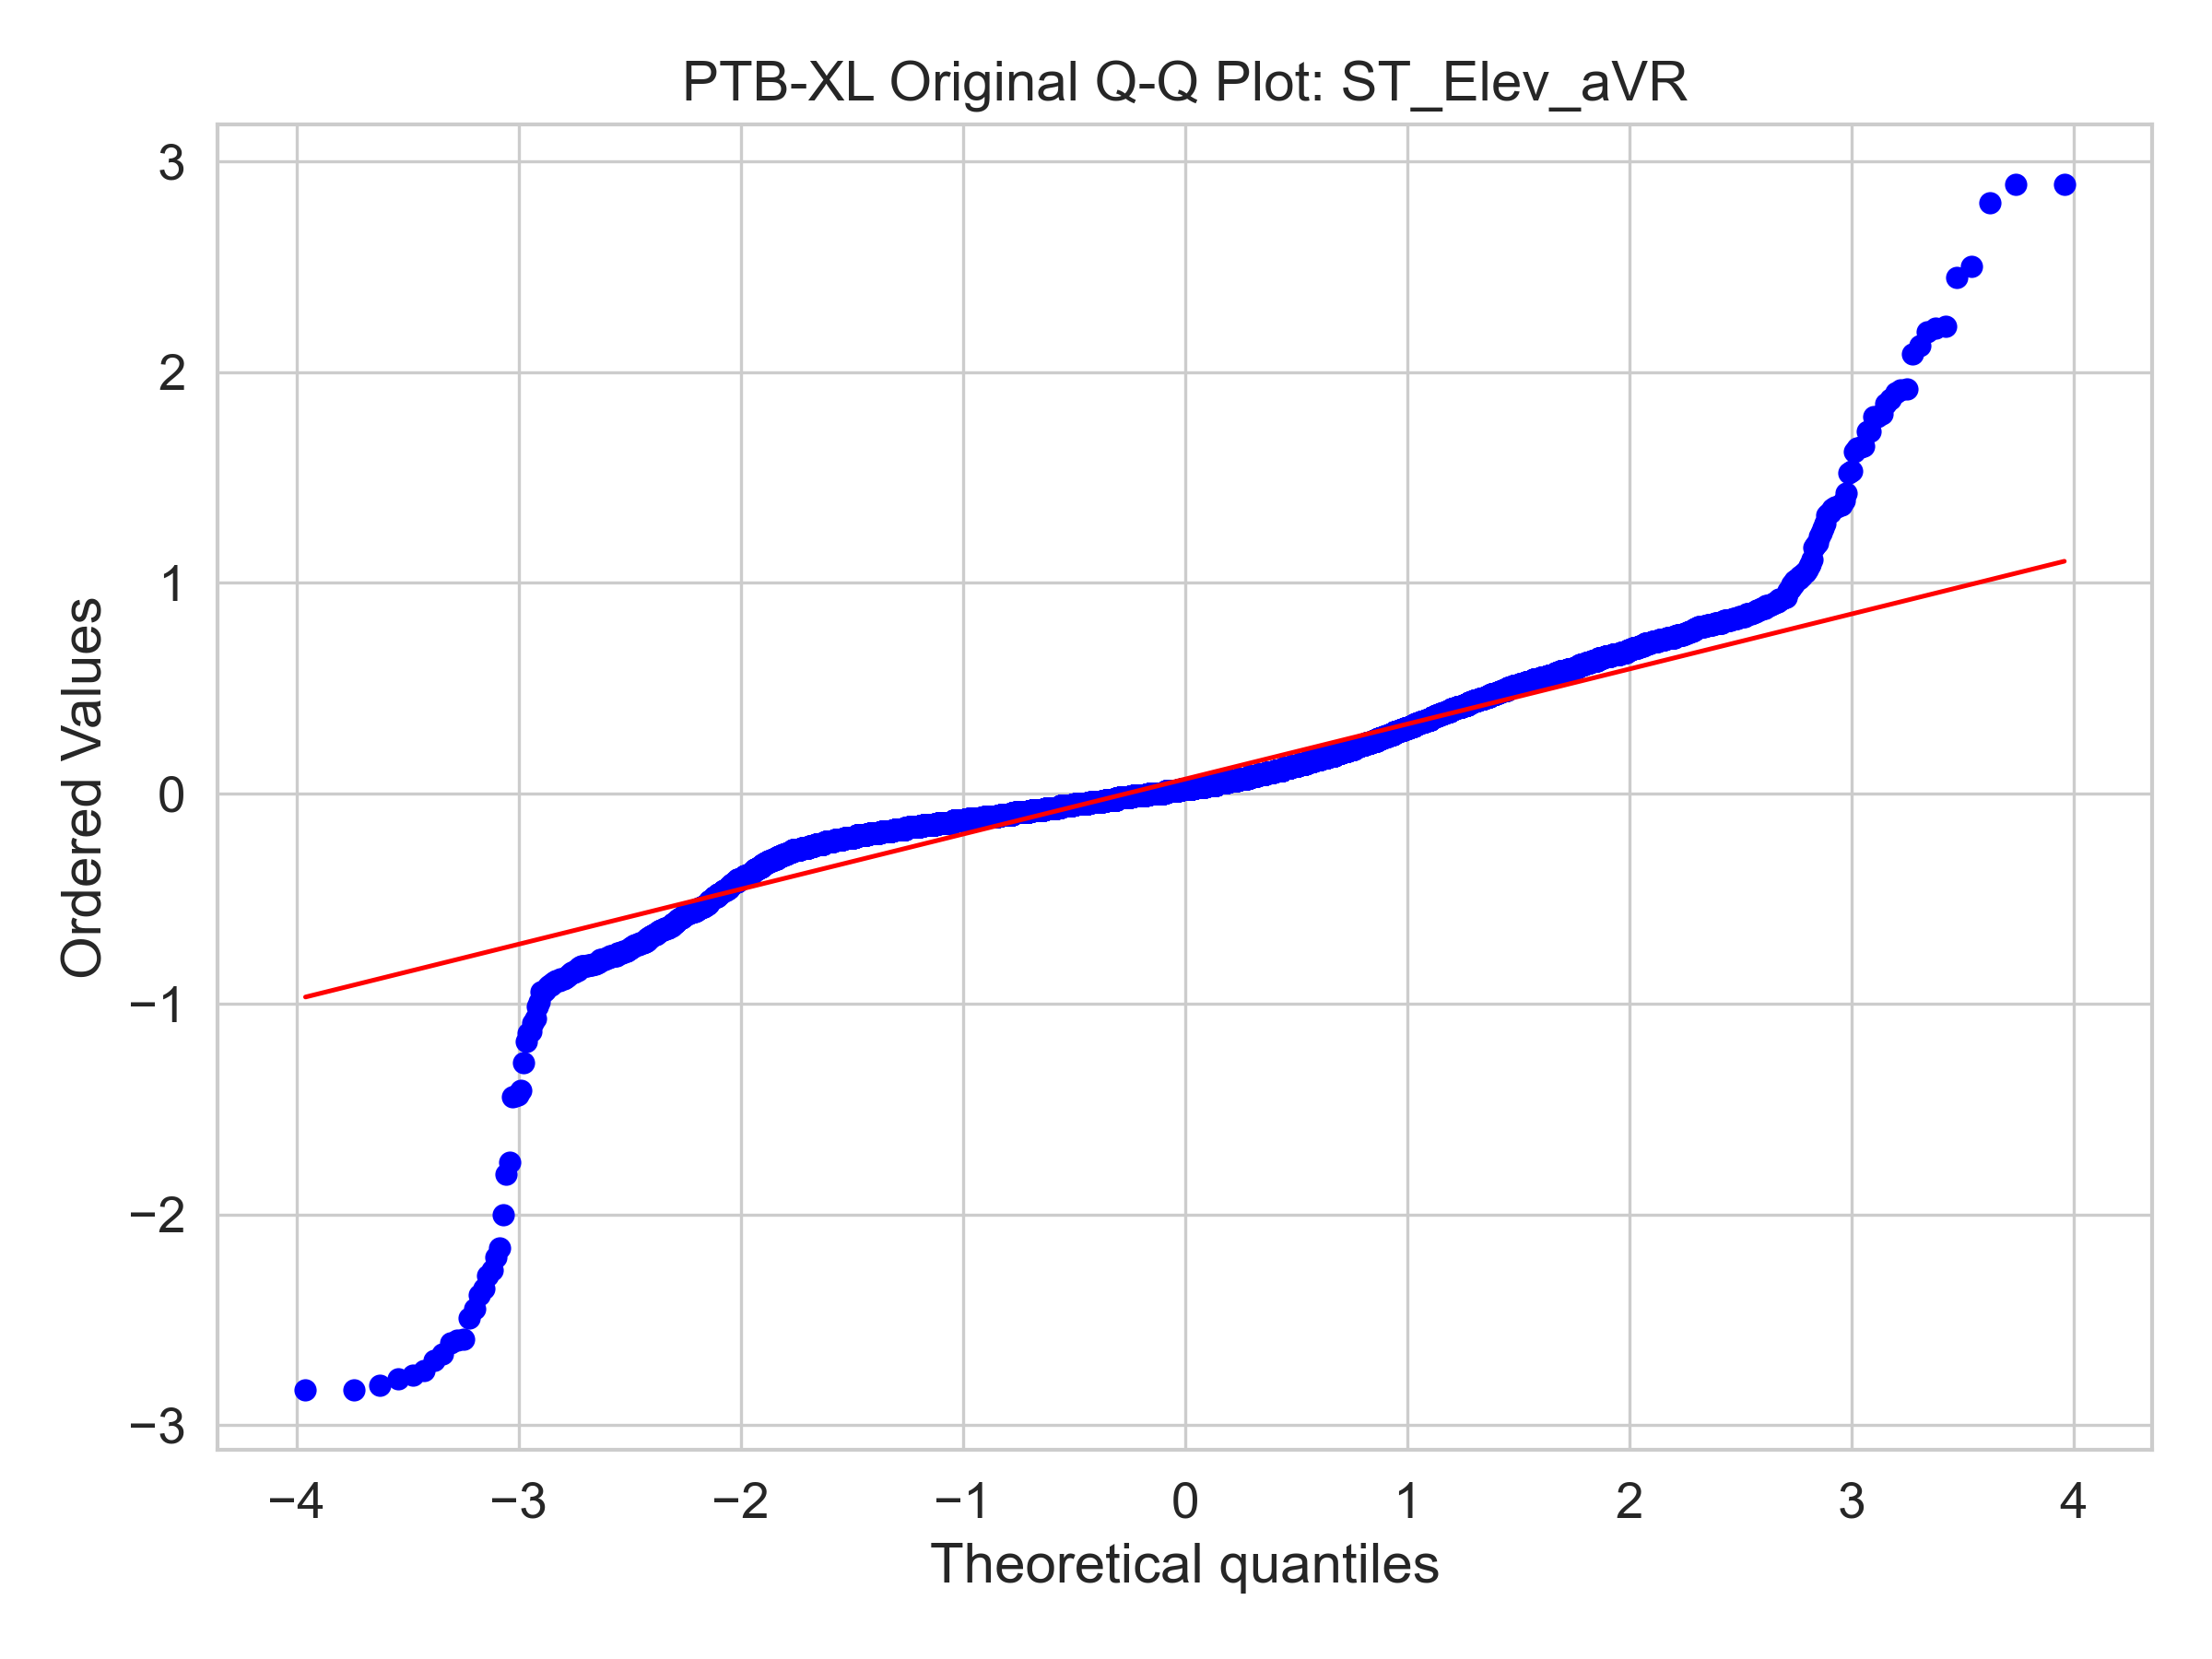 PTB-XL Original Q-Q Plot: ST_Elev_aVR
3
2
1
0
−1
−2
−3
Ordered Values
−4 −3 −2 −1 0 1 2 3 4
Theoretical quantiles